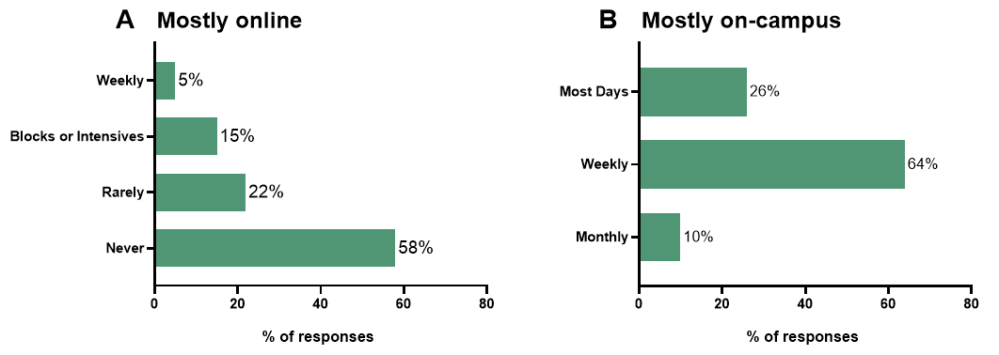 A Mostly online
Weekly 5%
Blocks or Intensives 15%
Rarely 22%
Never 58%
0 20 40 60 80
% of responses
B Mostly on-campus
Most Days 26%
Weekly 64%
Monthly 10%
0 20 40 60 80
% of responses